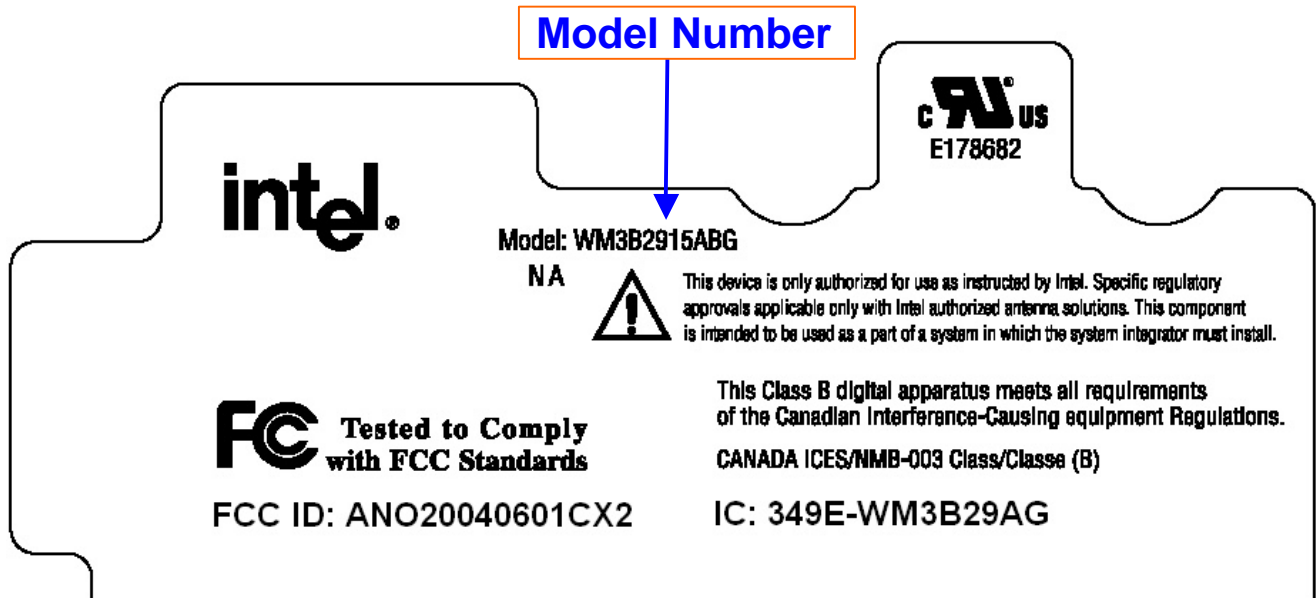 Model Number
C RU ® US
E178682
intel®
Model: WM3B2915ABG
NA
This device is only authorized for use as instructed by Intel. Specific regulatory
approvals applicable only with Intel authorized antenna solutions. This component
is intended to be used as a part of a system in which the system integrator must install.
!
This Class B digital apparatus meets all requirements
of the Canadian Interference-Causing equipment Regulations.
FC Tested to Comply
with FCC Standards
CANADA ICES/NMB-003 Class/Classe (B)
FCC ID: ANO20040601CX2
IC: 349E-WM3B29AG